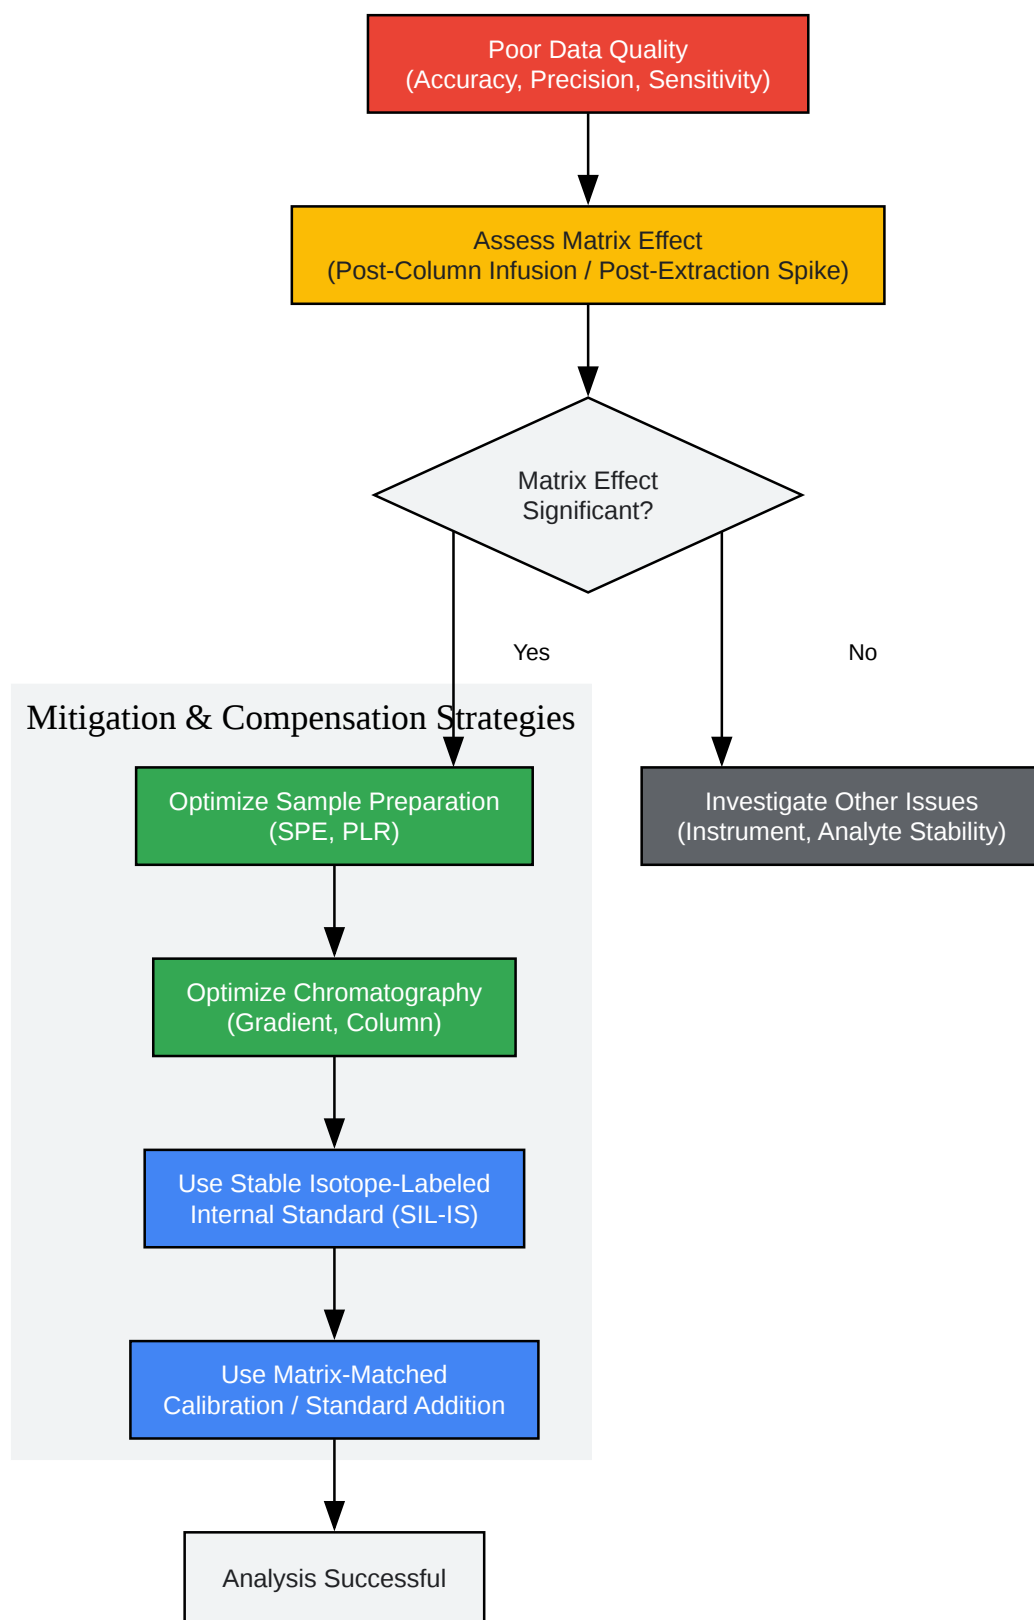 Poor Data Quality
(Accuracy, Precision, Sensitivity)
Assess Matrix Effect
(Post-Column Infusion / Post-Extraction Spike)
Matrix Effect
Significant?
Yes
No
Mitigation & Compensation Strategies
Optimize Sample Preparation
(SPE, PLR)
Investigate Other Issues
(Instrument, Analyte Stability)
Optimize Chromatography
(Gradient, Column)
Use Stable Isotope-Labeled
Internal Standard (SIL-IS)
Use Matrix-Matched
Calibration / Standard Addition
Analysis Successful